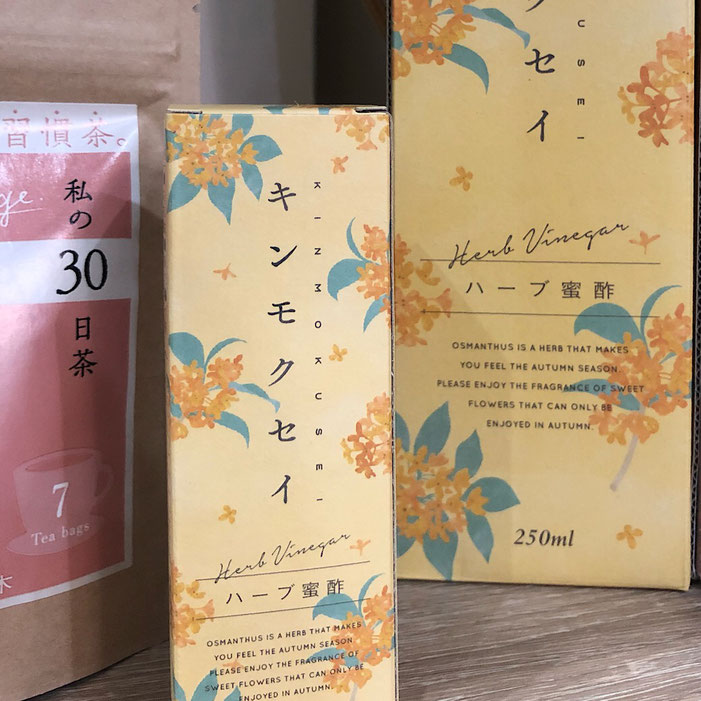 習慣茶。
私の
30
日茶
7
Tea bags
木
キンモクセイ
KINMOKUSEI
Herb Vinegar
ハーブ蜜酢
OSMANTHUS IS A HERB THAT MAKES
YOU FEEL THE AUTUMN SEASON.
PLEASE ENJOY THE FRAGRANCE OF
SWEET FLOWERS THAT CAN ONLY BE
ENJOYED IN AUTUMN.
クセイ
USEI
Herb Vinegar
ハーブ蜜酢
OSMANTHUS IS A HERB THAT MAKES
YOU FEEL THE AUTUMN SEASON.
PLEASE ENJOY THE FRAGRANCE OF SWEET
FLOWERS THAT CAN ONLY BE
ENJOYED IN AUTUMN.
250ml